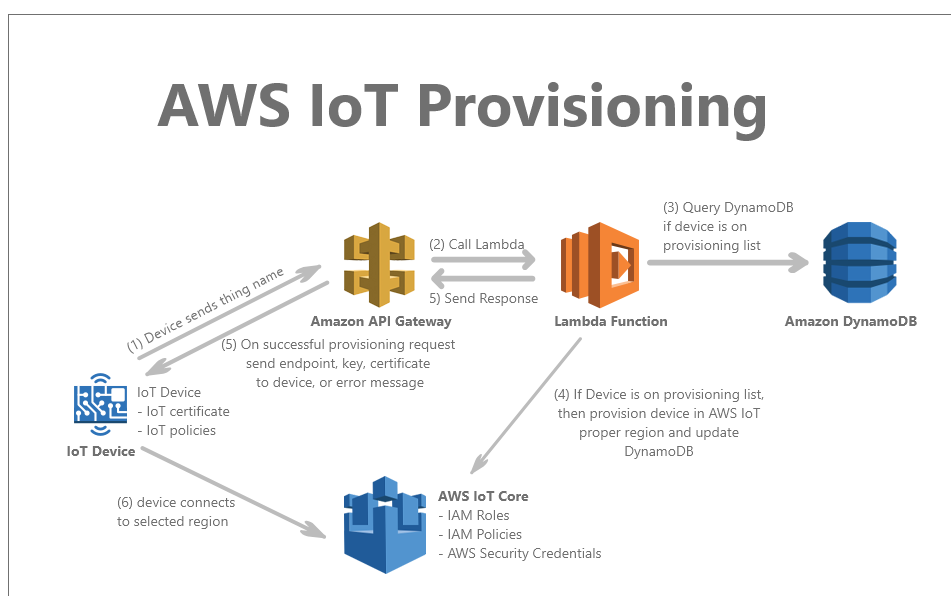 AWS IoT Provisioning
(3) Query DynamoDB
if device is on
provisioning list
(2) Call Lambda
5) Send Response
(1) Device sends thing name
Amazon API Gateway
Lambda Function
Amazon DynamoDB
(5) On successful provisioning request
send endpoint, key, certificate
to device, or error message
IoT Device
- IoT certificate
- IoT policies
IoT Device
(4) If Device is on provisioning list,
then provision device in AWS IoT
proper region and update
DynamoDB
(6) device connects
to selected region
AWS IoT Core
- IAM Roles
- IAM Policies
- AWS Security Credentials